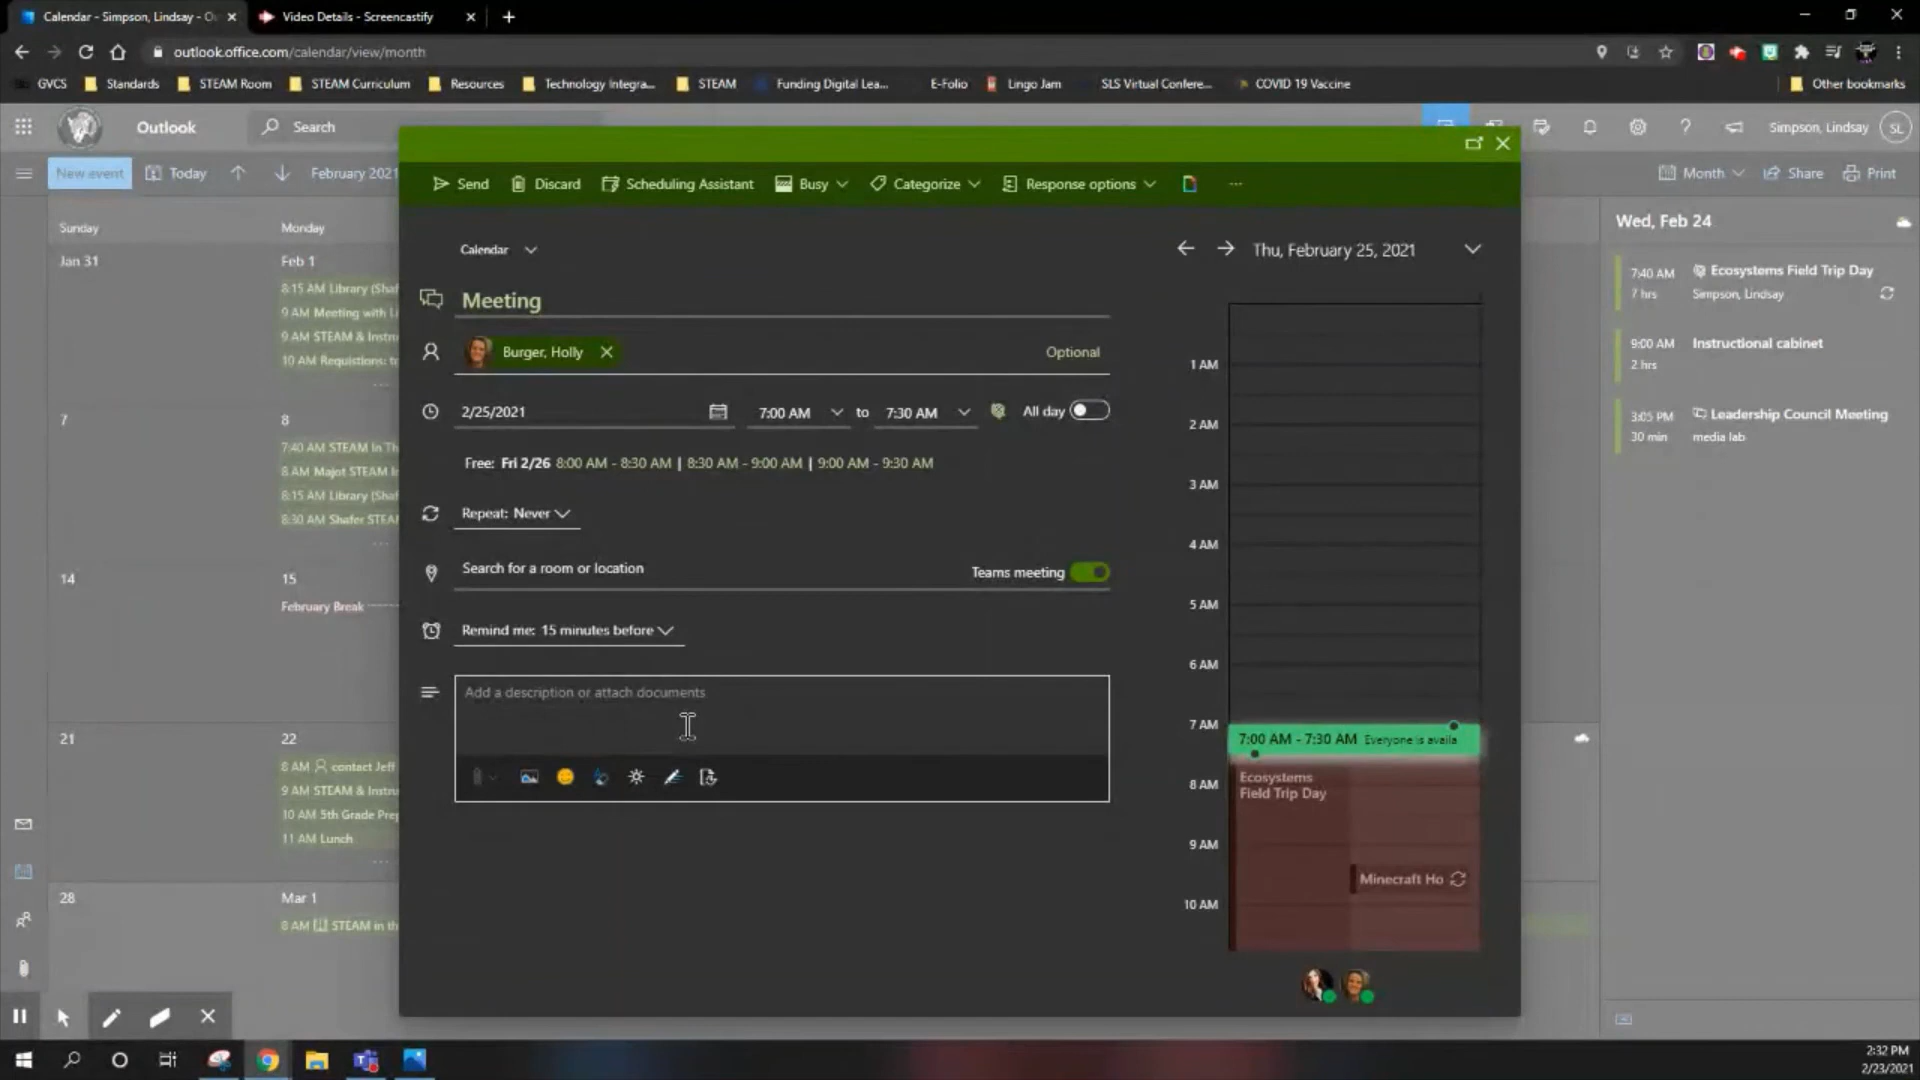 Calendar - Simpson, Lindsay - O
Video Details - Screencastify
outlook.office.com/calendar/view/month
GVCS
Standards
STEAM Room
STEAM Curriculum
Resources
Technology Integra...
STEAM
Funding Digital Lea...
E-Folio
Lingo Jam
SLS Virtual Confere...
COVID 19 Vaccine
Other bookmarks
Outlook
Search
Simpson, Lindsay
SL
New event
Today
February 2021
Month
Share
Print
Send
Discard
Scheduling Assistant
Busy
Categorize
Response options
Sunday
Monday
Jan 31
Feb 1
8:15 AM Library (Shaf
9 AM Meeting with L
9 AM STEAM & Instru
10 AM Requistions: t
7
8
7:40 AM STEAM In Th
8 AM Majot STEAM I
8:15 AM Library (Shaf
8:30 AM Shafer STEA
14
15
February Break
21
22
8 AM contact Jeff
9 AM STEAM & Instru
10 AM 5th Grade Prep
11 AM Lunch
28
Mar 1
8 AM STEAM in th
Calendar
Meeting
Burger, Holly
Optional
2/25/2021
7:00 AM
to
7:30 AM
All day
Free: Fri 2/26 8:00 AM - 8:30 AM | 8:30 AM - 9:00 AM | 9:00 AM - 9:30 AM
Repeat: Never
Search for a room or location
Teams meeting
Remind me: 15 minutes before
Add a description or attach documents
Thu, February 25, 2021
1 AM
2 AM
3 AM
4 AM
5 AM
6 AM
7 AM
7:00 AM - 7:30 AM Everyone is availa
8 AM
Ecosystems
Field Trip Day
9 AM
Minecraft Ho
10 AM
Wed, Feb 24
7:40 AM
7 hrs
Ecosystems Field Trip Day
Simpson, Lindsay
9:00 AM
2 hrs
Instructional cabinet
3:05 PM
30 min
Leadership Council Meeting
media lab
2:32 PM
2/23/2021